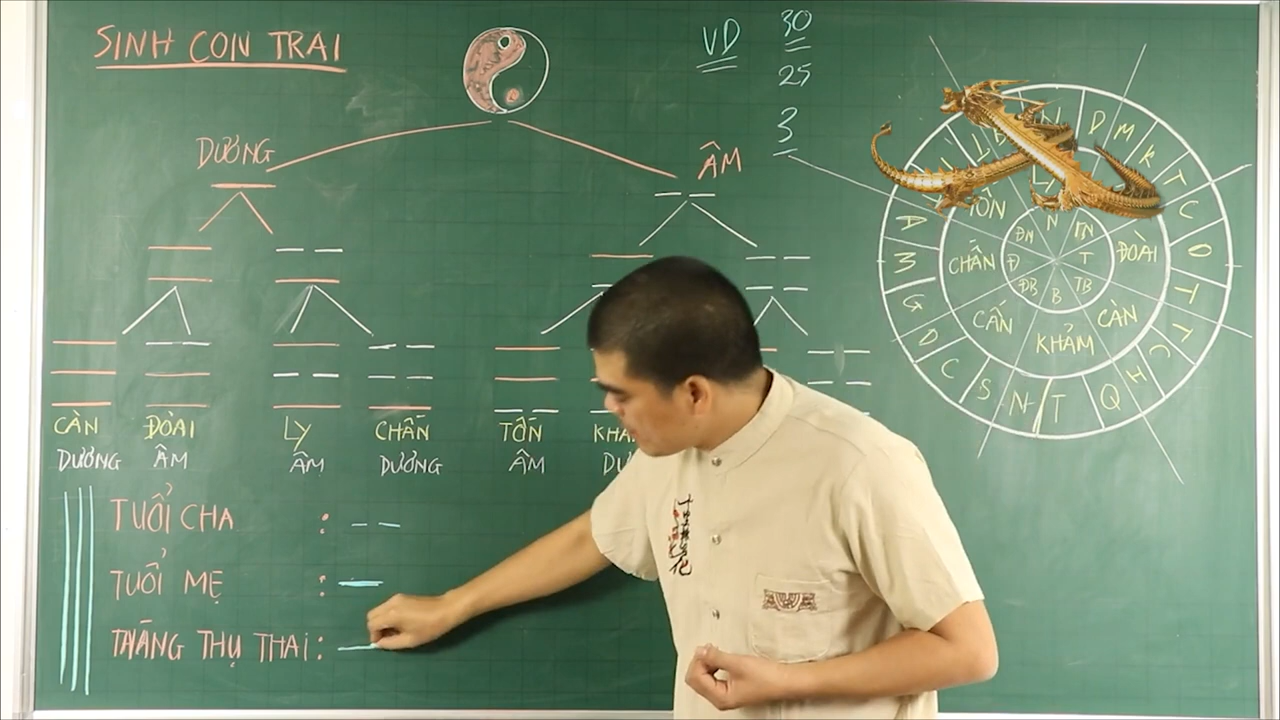 SINH CON TRAI
VD 30
25
3
DƯƠNG ÂM
CÀN ĐOÀI LY CHẤN TỐN
DƯƠNG ÂM ÂM DƯƠNG ÂM
TUỔI CHA :
TUỔI MẸ :
THÁNG THỤ THAI :
D M K T C O T T C H Q T N S C D G M A
TỐN
CHẤN
CẤN
KHẢM
CÀN
ĐOÀI
N
T
TB
B
ĐB
Đ
ĐN